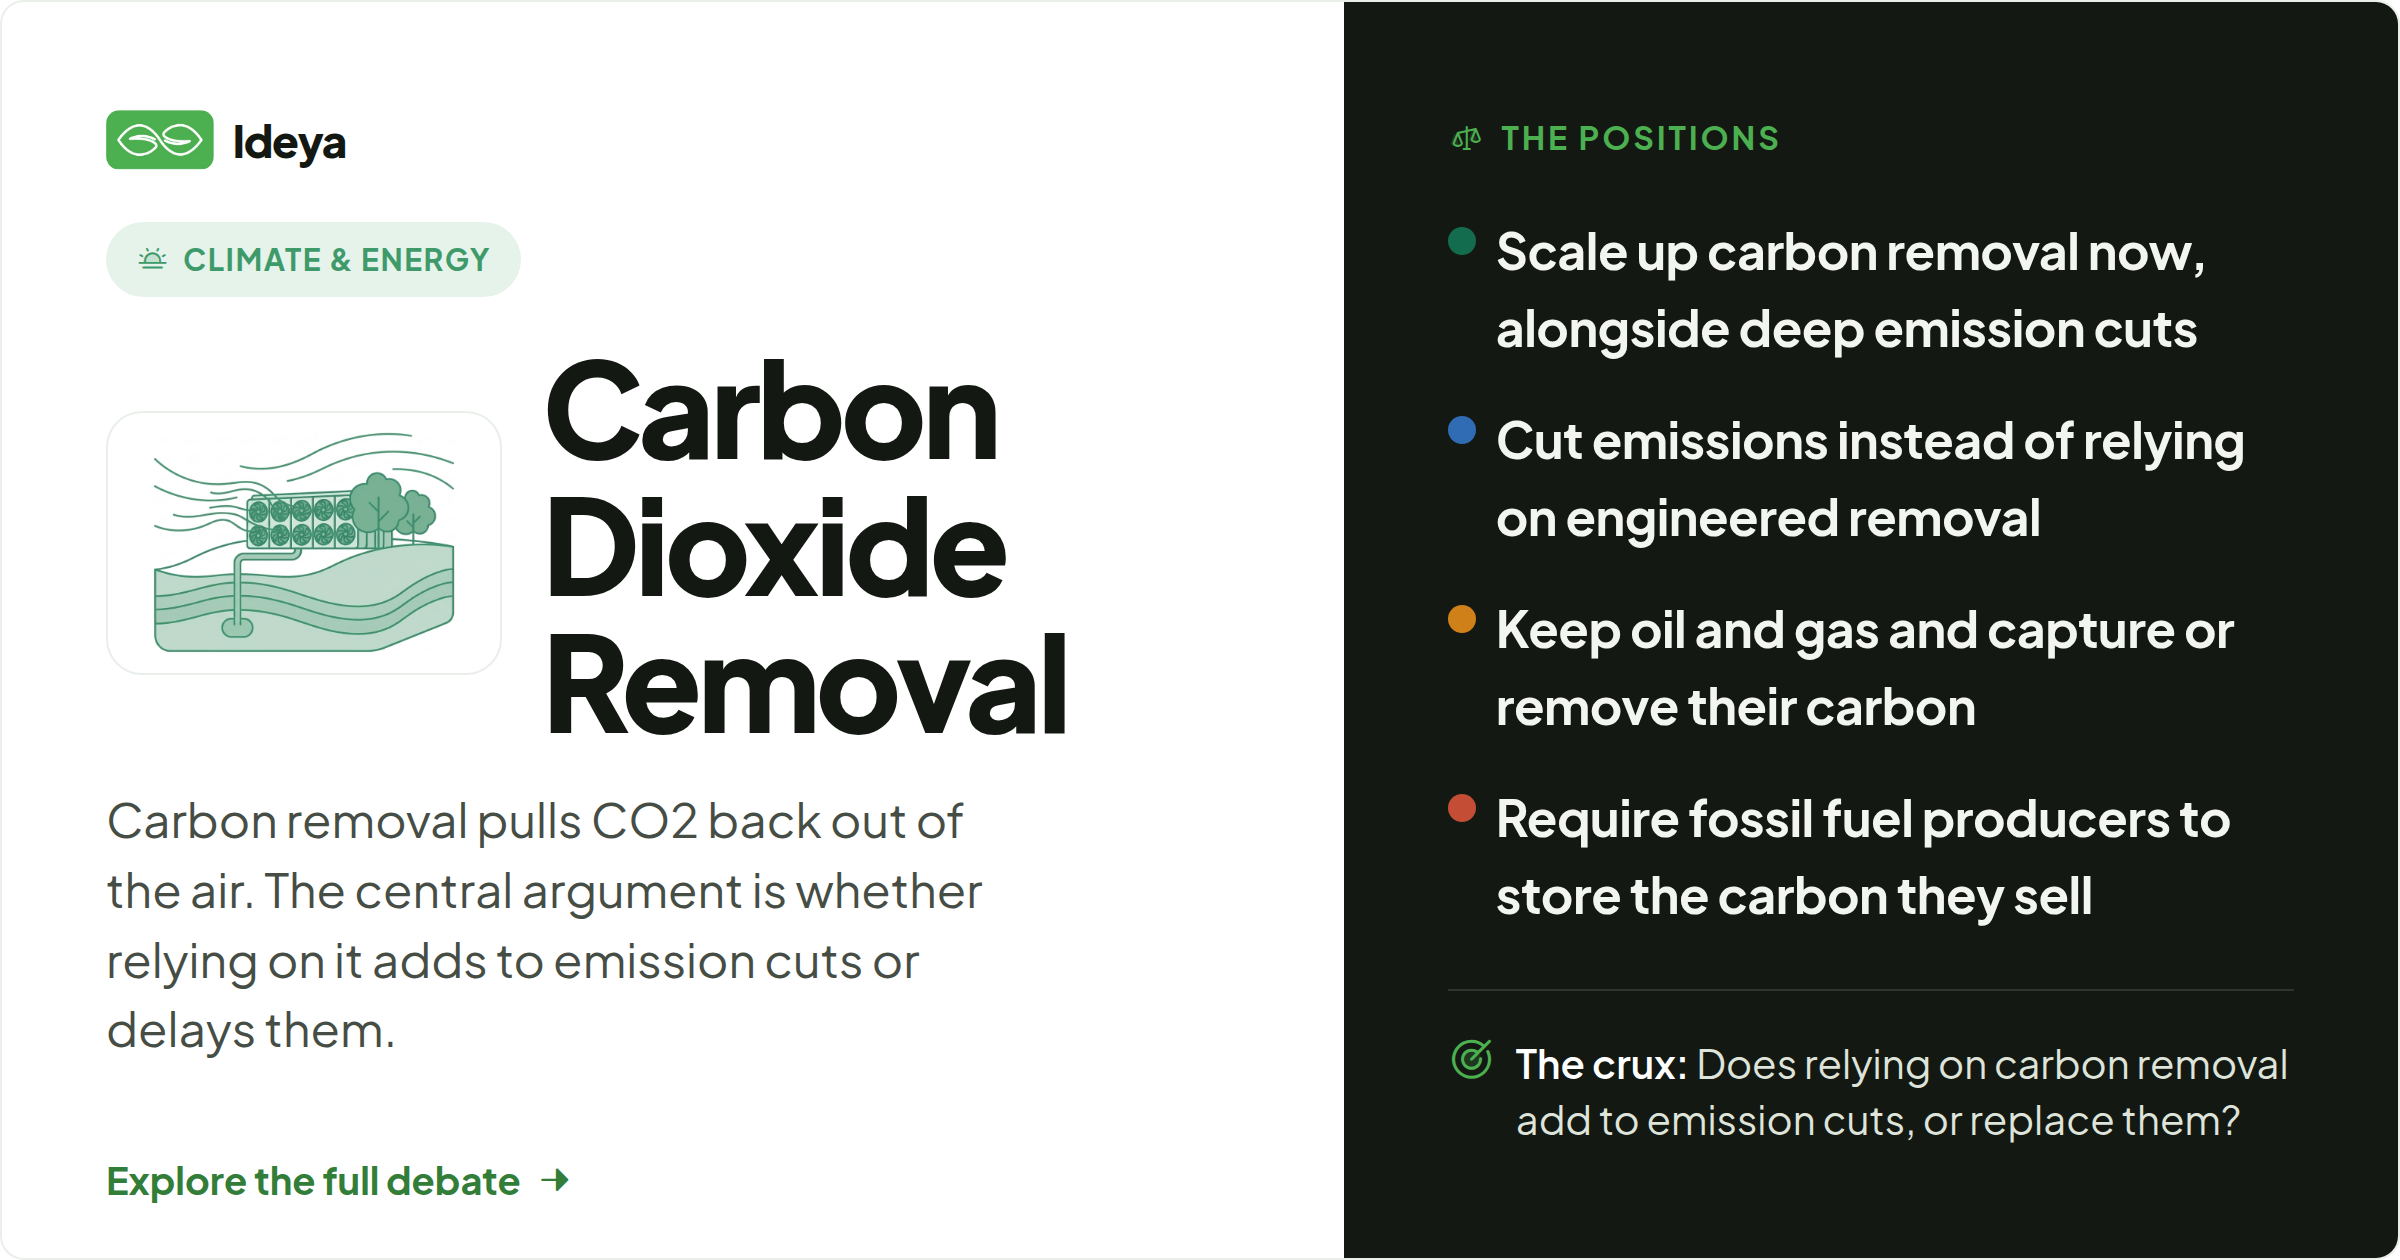 Ideya
CLIMATE & ENERGY
Carbon
Dioxide
Removal
Carbon removal pulls CO2 back out of
the air. The central argument is whether
relying on it adds to emission cuts or
delays them.
Explore the full debate
THE POSITIONS
Scale up carbon removal now,
alongside deep emission cuts
Cut emissions instead of relying
on engineered removal
Keep oil and gas and capture or
remove their carbon
Require fossil fuel producers to
store the carbon they sell
The crux: Does relying on carbon removal
add to emission cuts, or replace them?